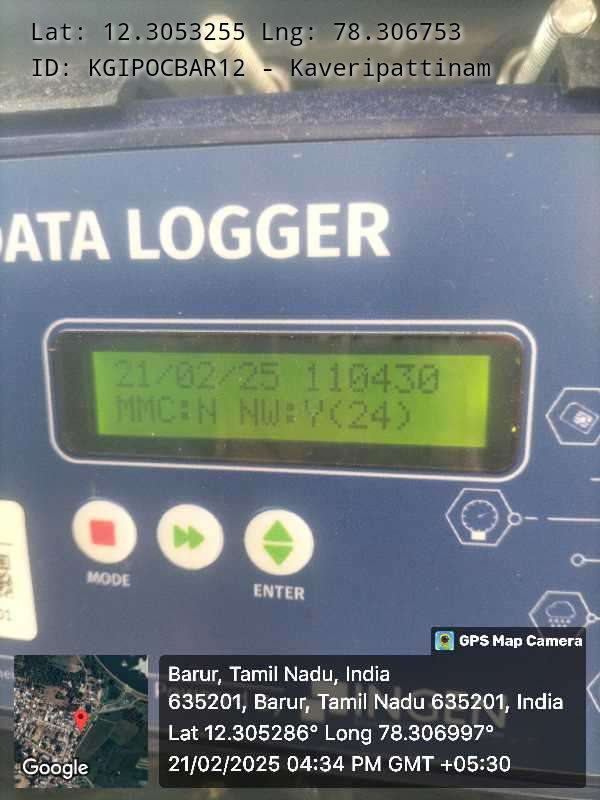 Lat: 12.3053255 Lng: 78.306753
ID: KGIPOCBAR12 - Kaveripattinam
DATA LOGGER
21/02/25 110430
MMC:N NW:Y(24)
MODE
ENTER
01
GPS Map Camera
Barur, Tamil Nadu, India
635201, Barur, Tamil Nadu 635201, India
Lat 12.305286° Long 78.306997°
21/02/2025 04:34 PM GMT +05:30
Google